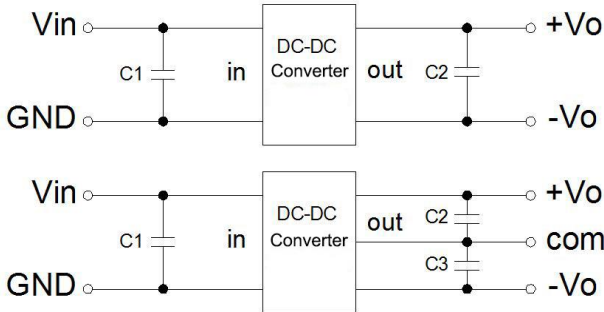 Vin
+Vo
DC-DC
Converter
C1
in
out
C2
GND
-Vo
Vin
+Vo
DC-DC
Converter
C1
in
out
C2
com
C3
GND
-Vo